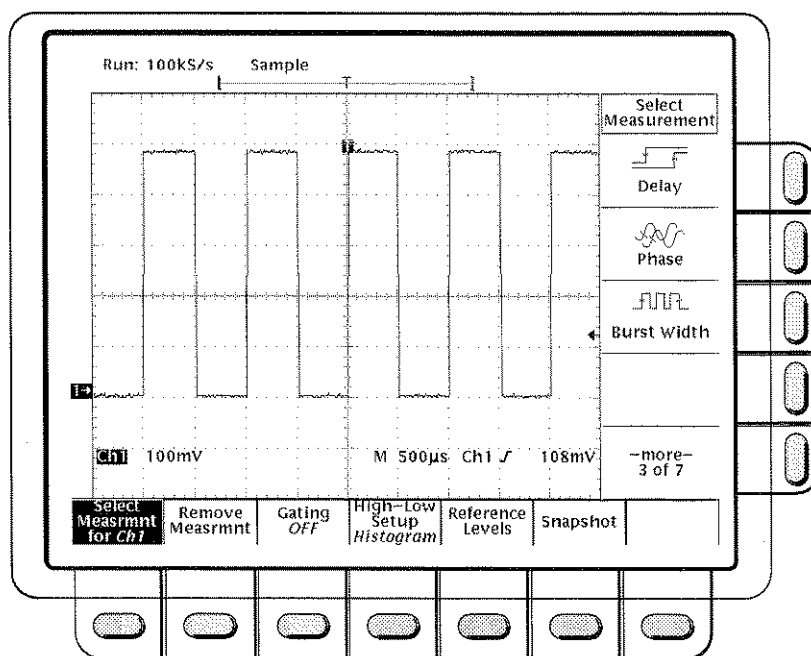 Run: 100kS/s Sample
T
Select
Measurement
Delay
Phase
Burst Width
1→
Ch1 100mV M 500µs Ch1 ƒ 108mV
–more–
3 of 7
Select
Measrmnt
for Ch1
Remove
Measrmnt
Gating
OFF
High–Low
Setup
Histogram
Reference
Levels
Snapshot